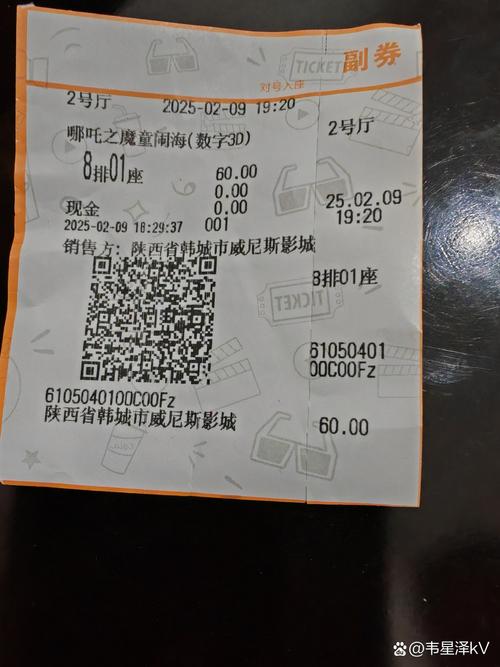 TICKET
副券
对号入座
2号厅 2025-02-09 19:20
哪吒之魔童闹海(数字3D)
8排01座 60.00
0.00
现金 0.00
2025-02-09 18:29:37 001
销售方: 陕西省韩城市威尼斯影城
TICKET
6105040100C00Fz
陕西省韩城市威尼斯影城
2号厅
25.02.09
19:20
8排01座
61050401
00C00Fz
60.00
Cola
@韦星泽kV